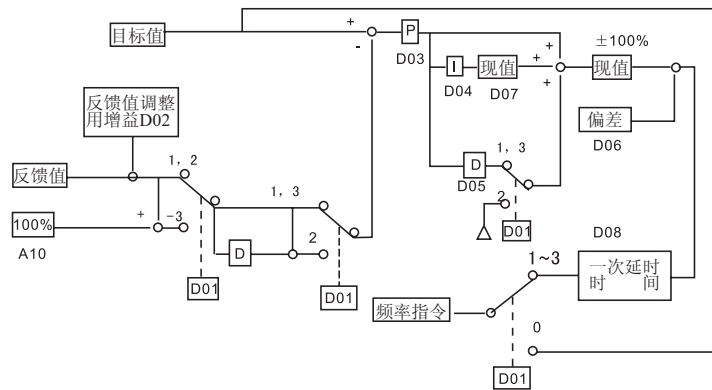 目标值
+
-
P
D03
I
D04
现值
D07
+
+
+
±100%
现值
偏差
D06
反馈值调整
用增益D02
反馈值
1，2
1，3
D
D05
1，3
2
D01
100%
A10
+
-3
D
2
D01
D01
D08
1~3
一次延时
时 间
频率指令
0
D01